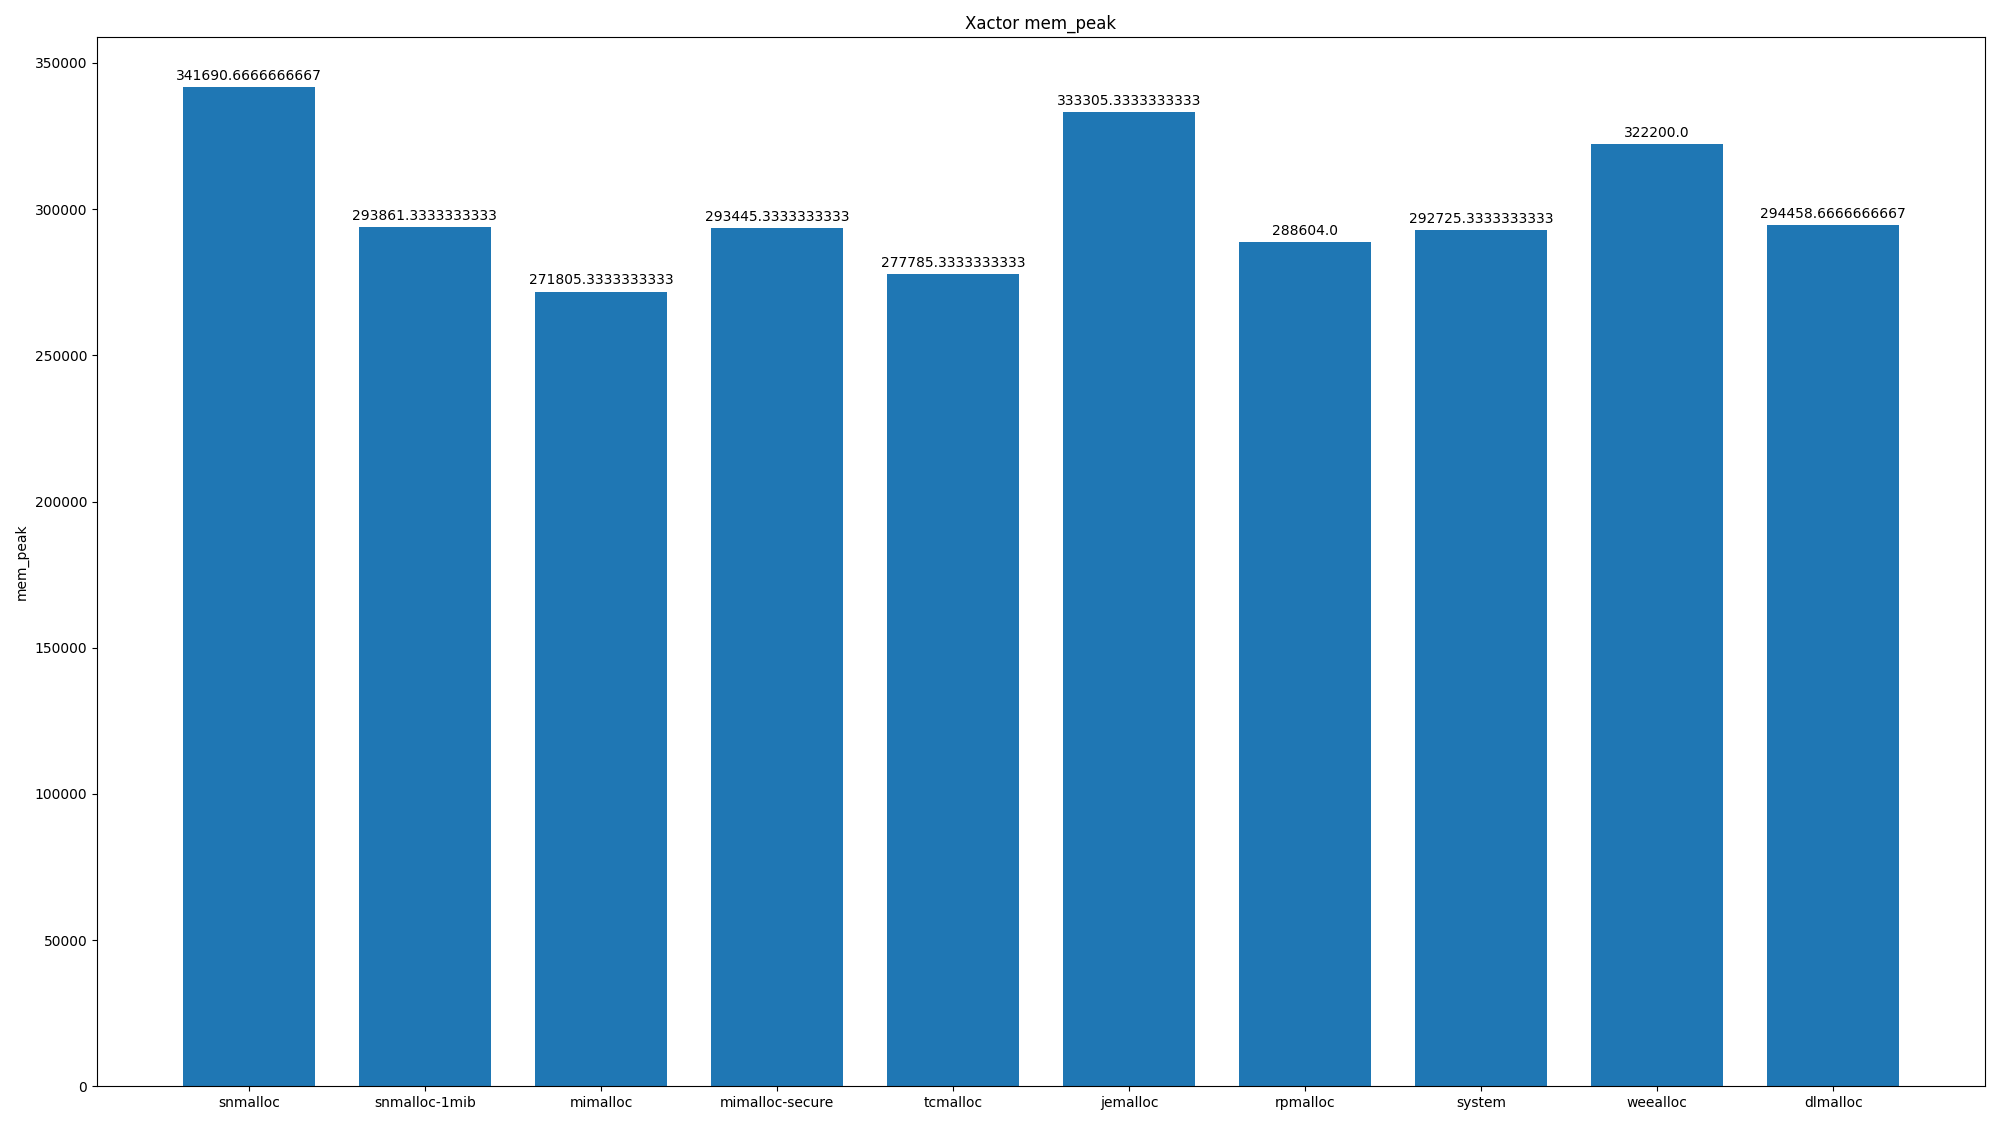 Xactor mem_peak
mem_peak
350000
300000
250000
200000
150000
100000
50000
0
341690.6666666667
293861.3333333333
271805.3333333333
293445.3333333333
277785.3333333333
333305.3333333333
288604.0
292725.3333333333
322200.0
294458.6666666667
snmalloc
snmalloc-1mib
mimalloc
mimalloc-secure
tcmalloc
jemalloc
rpmalloc
system
weealloc
dlmalloc